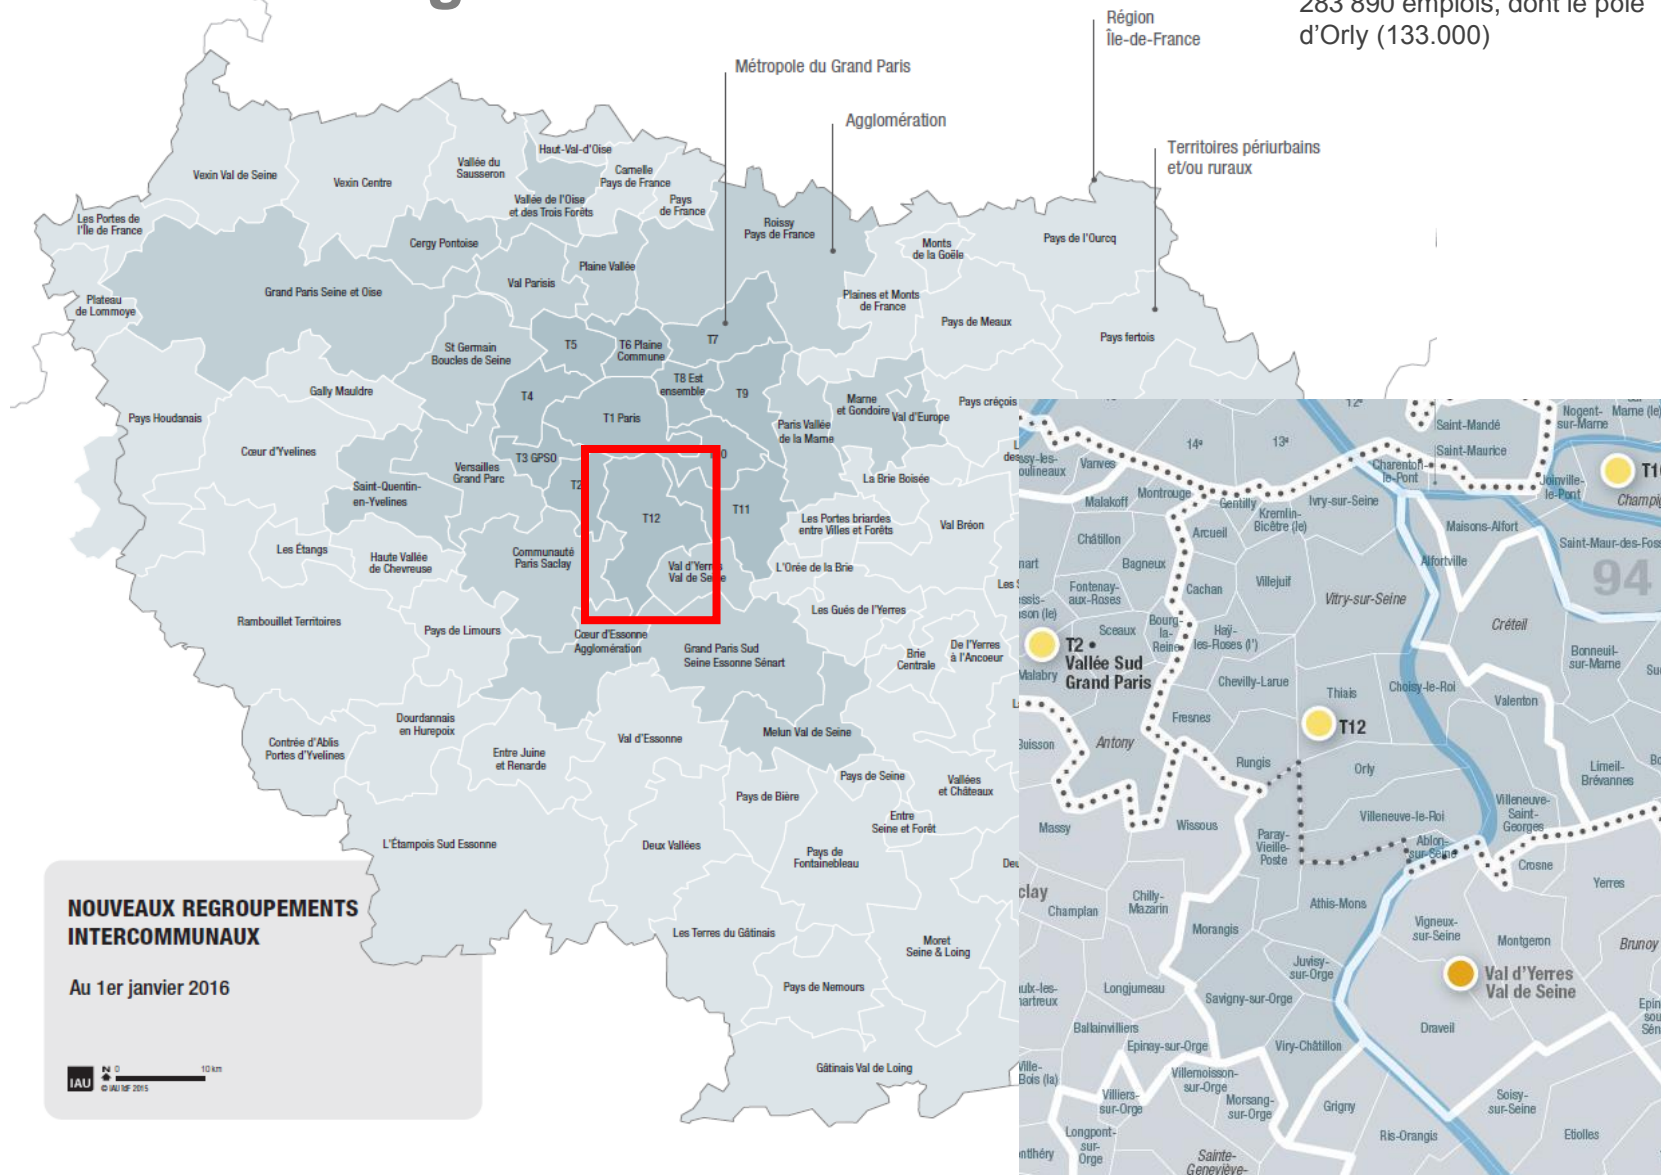 283 890 emplois, dont le pôle
d'Orly (133.000)
Région
Île-de-France
Métropole du Grand Paris
Agglomération
Territoires périurbains
et/ou ruraux
Vexin Val de Seine
Vexin Centre
Vallée du
Sausseron
Haut-Val-d'Oise
Carnelle
Pays de France
Vallée de l'Oise
et des Trois Forêts
Pays
de France
Les Portes de
l'Île de France
Cergy Pontoise
Roissy
Pays de France
Monts
de la Goële
Pays de l'Ourcq
Plaine Vallée
Val Parisis
Grand Paris Seine et Oise
Plateau
de Lommoye
Plaines et Monts
de France
Pays de Meaux
Pays fertois
St Germain
Boucles de Seine
T5
T6 Plaine
Commune
T7
T8 Est
ensemble
T9
T4
T1 Paris
Gally Mauldre
Pays Houdanais
Marne
et Gondoire
Val d'Europe
Pays créçois
Paris Vallée
de la Marne
Cœur d'Yvelines
Versailles
Grand Parc
T3 GPSO
T2
Saint-Quentin-
en-Yvelines
La Brie Boisée
T12
T11
Les Portes briardes
entre Villes et Forêts
Val Bréon
Les Étangs
Haute Vallée
de Chevreuse
Communauté
Paris Saclay
Val d'Yerres
Val de Seine
L'Orée de la Brie
Les Gués de l'Yerres
Rambouillet Territoires
Pays de Limours
Cœur d'Essonne
Agglomération
Grand Paris Sud
Seine Essonne Sénart
Brie
Centrale
De l'Yerres
à l'Ancoeur
Dourdannais
en Hurepoix
Contrée d'Ablis
Portes d'Yvelines
Entre Juine
et Renarde
Val d'Essonne
Melun Val de Seine
Pays de Seine
Vallées
et Châteaux
Pays de Bière
Entre
Seine et Forêt
L'Étampois Sud Essonne
Deux Vallées
Pays de
Fontainebleau
Les Terres du Gâtinais
Moret
Seine & Loing
Pays de Nemours
Gâtinais Val de Loing
NOUVEAUX REGROUPEMENTS
INTERCOMMUNAUX
Au 1er janvier 2016
IAU
N
0
10 km
© IAU îdF 2015
12e
Saint-Mandé
Nogent-
sur-Marne
14e
13e
Saint-Maurice
Vanves
Charenton-
le-Pont
Joinville-
le-Pont
Malakoff
Montrouge
Gentilly
Ivry-sur-Seine
Kremlin-
Bicêtre (le)
Arcueil
Maisons-Alfort
Châtillon
Bagneux
Alfortville
94
Fontenay-
aux-Roses
Cachan
Villejuif
Vitry-sur-Seine
Sceaux
Bourg-
la-
Reine
Haÿ-
les-Roses (l')
Créteil
T2 •
Vallée Sud
Grand Paris
Bonneuil-
sur-Marne
Chevilly-Larue
Thiais
Choisy-le-Roi
Valenton
Fresnes
T12
Antony
Rungis
Orly
Limeil-
Brévannes
Massy
Wissous
Paray-
Vieille-
Poste
Villeneuve-le-Roi
Villeneuve-
Saint-
Georges
Ablon-
sur-Seine
Crosne
Yerres
Champlan
Chilly-
Mazarin
Athis-Mons
Morangis
Vigneux-
sur-Seine
Montgeron
Brunoy
Juvisy-
sur-Orge
Val d'Yerres
Val de Seine
Longjumeau
Savigny-sur-Orge
Ballainvilliers
Draveil
Epinay-sur-Orge
Viry-Châtillon
Villemoisson-
sur-Orge
Villiers-
sur-Orge
Morsang-
sur-Orge
Grigny
Soisy-
sur-Seine
Longpont-
sur-
Orge
Ris-Orangis
Etiolles
Sainte-
Geneviève-